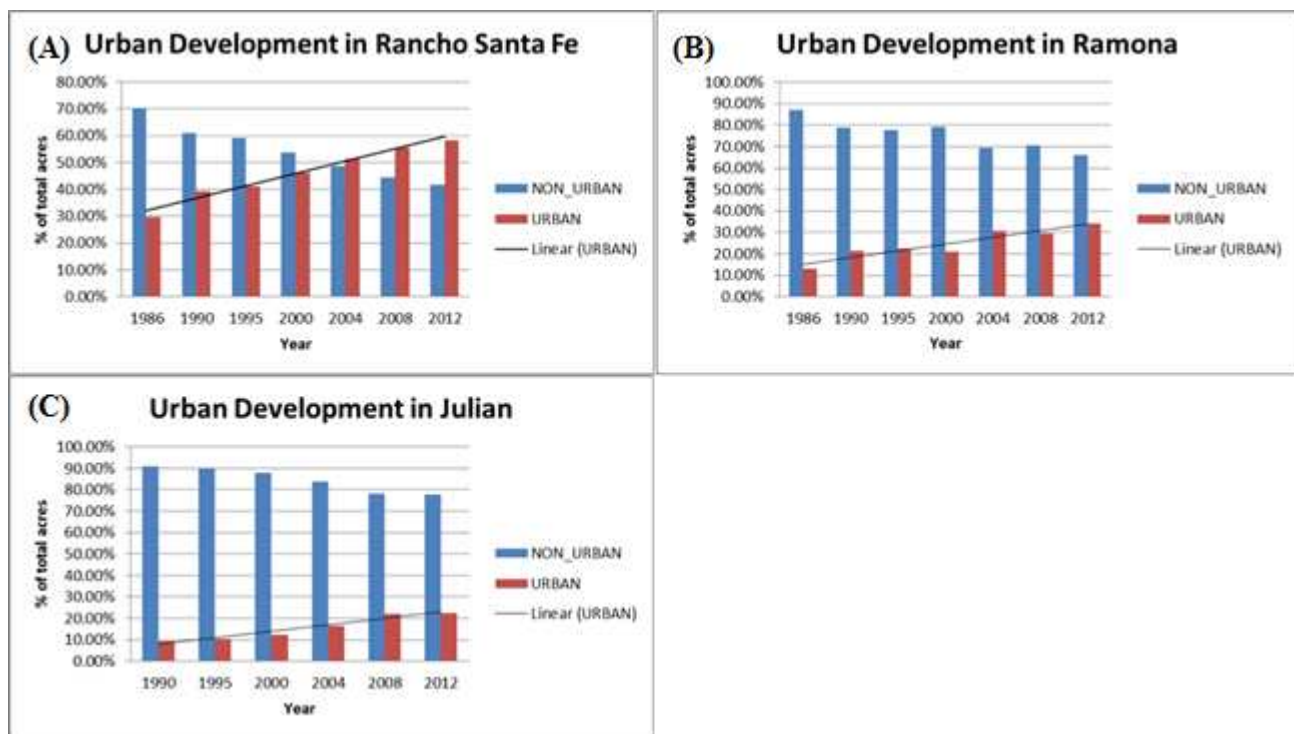 (A) Urban Development in Rancho Santa Fe
80.00%
70.00%
60.00%
50.00%
40.00%
30.00%
20.00%
10.00%
0.00%
% of total acres
1986 1990 1995 2000 2004 2008 2012
Year
NON_URBAN
URBAN
Linear (URBAN)
(B) Urban Development in Ramona
100.00%
90.00%
80.00%
70.00%
60.00%
50.00%
40.00%
30.00%
20.00%
10.00%
0.00%
% of total acres
1986 1990 1995 2000 2004 2008 2012
Year
NON_URBAN
URBAN
Linear (URBAN)
(C) Urban Development in Julian
100.00%
90.00%
80.00%
70.00%
60.00%
50.00%
40.00%
30.00%
20.00%
10.00%
0.00%
% of total acres
1990 1995 2000 2004 2008 2012
Year
NON_URBAN
URBAN
Linear (URBAN)